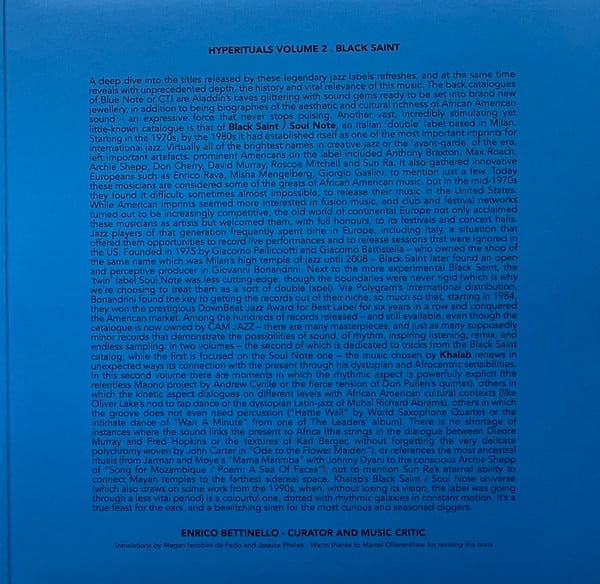 HYPERITUALS VOLUME 2 . BLACK SAINT
A deep dive into the titles released by these legendary jazz labels refreshes, and at the same time
reveals with unprecedented depth, the history and vital relevance of this music. The back catalogues
of Blue Note or CTI are Aladdin's caves glittering with sound gems ready to be set into brand new
jewellery, in addition to being biographies of the aesthetic and cultural richness of African American
sound - an expressive force that never stops pulsing. Another vast, incredibly stimulating yet
little-known catalogue is that of Black Saint / Soul Note, an Italian 'double' label based in Milan.
Starting in the 1970s, by the 1980s it had established itself as one of the most important imprints for
international jazz. Virtually all of the brightest names in creative jazz or the 'avant-garde' of the era,
left important artefacts: prominent Americans on the label included Anthony Braxton, Max Roach,
Archie Shepp, Don Cherry, David Murray, Roscoe Mitchell and Sun Ra. It also gathered innovative
Europeans such as Enrico Rava, Misha Mengelberg, Giorgio Gaslini, to mention just a few. Today
these musicians are considered some of the greats of African American music, but in the mid-1970s
they found it difficult, sometimes almost impossible, to release their music in the United States.
While American imprints seemed more interested in fusion music, and club and festival networks
turned out to be increasingly competitive, the old world of continental Europe not only acclaimed
these musicians as artists but welcomed them, with full honours, to its festivals and concert halls.
Jazz players of that generation frequently spent time in Europe, including Italy, a situation that
offered them opportunities to record live performances and to release sessions that were ignored in
the US. Founded in 1975 by Giacomo Pellicciotti and Giacomo Battistella – who owned the shop of
the same name which was Milan's high temple of jazz until 2008 – Black Saint later found an open
and perceptive producer in Giovanni Bonandrini. Next to the more experimental Black Saint, the
'twin' label Soul Note was less cutting-edge, though the boundaries were never rigid (which is why
we're choosing to treat them as a sort of double label). Via Polygram's international distribution,
Bonandrini found the key to getting the records out of their niche, so much so that, starting in 1984,
they won the prestigious DownBeat Jazz Award for Best Label for six years in a row and conquered
the American market. Among the hundreds of records released – and still available, even though the
catalogue is now owned by CAM JAZZ – there are many masterpieces, and just as many supposedly
minor records that demonstrate the possibilities of sound, of rhythm, inspiring listening, remix, and
endless sampling. In two volumes – the second of which is dedicated to tracks from the Black Saint
catalog, while the first is focused on the Soul Note one – the music chosen by Khalab renews in
unexpected ways its connection with the present through his dystopian and Afrocentric sensibilities.
In this second volume there are moments in which the rhythmic aspect is powerfully explicit (the
relentless Maono project by Andrew Cyrille or the fierce tension of Don Pullen's quintet), others in
which the kinetic aspect dialogues on different levels with African American cultural contexts (like
Oliver Lake's nod to tap dance or the dystopian Latin-jazz of Muhal Richard Abrams), others in which
the groove does not even need percussion ("Hattie Wall" by World Saxophone Quartet or the
intimate dance of "Wait A Minute" from one of The Leaders' album). There is no shortage of
instances where the sound links the present to Africa (the strings in the dialogue between Diedre
Murray and Fred Hopkins or the textures of Karl Berger, without forgetting the very delicate
polychromy woven by John Carter in "Ode to the Flower Maiden"), or references the most ancestral
rituals (from Jarman and Moye's "Mama Marimba" with Johnny Dyani to the conscious Archie Shepp
of "Song for Mozambique / Poem: A Sea Of Faces"), not to mention Sun Ra's eternal ability to
connect Mayan temples to the farthest sidereal space. Khalab's Black Saint / Soul Note universe
(which also draws on some work from the 1990s, when, without losing its vision, the label was going
through a less vital period) is a colourful one, dotted with rhythmic galaxies in constant motion. It's a
true feast for the ears, and a bewitching siren for the most curious and seasoned diggers.
ENRICO BETTINELLO - CURATOR AND MUSIC CRITIC
Translations by Megan Iacobini de Fazio and Jessica Phelan. Warm thanks to Martel Ollerenshaw for revising the texts